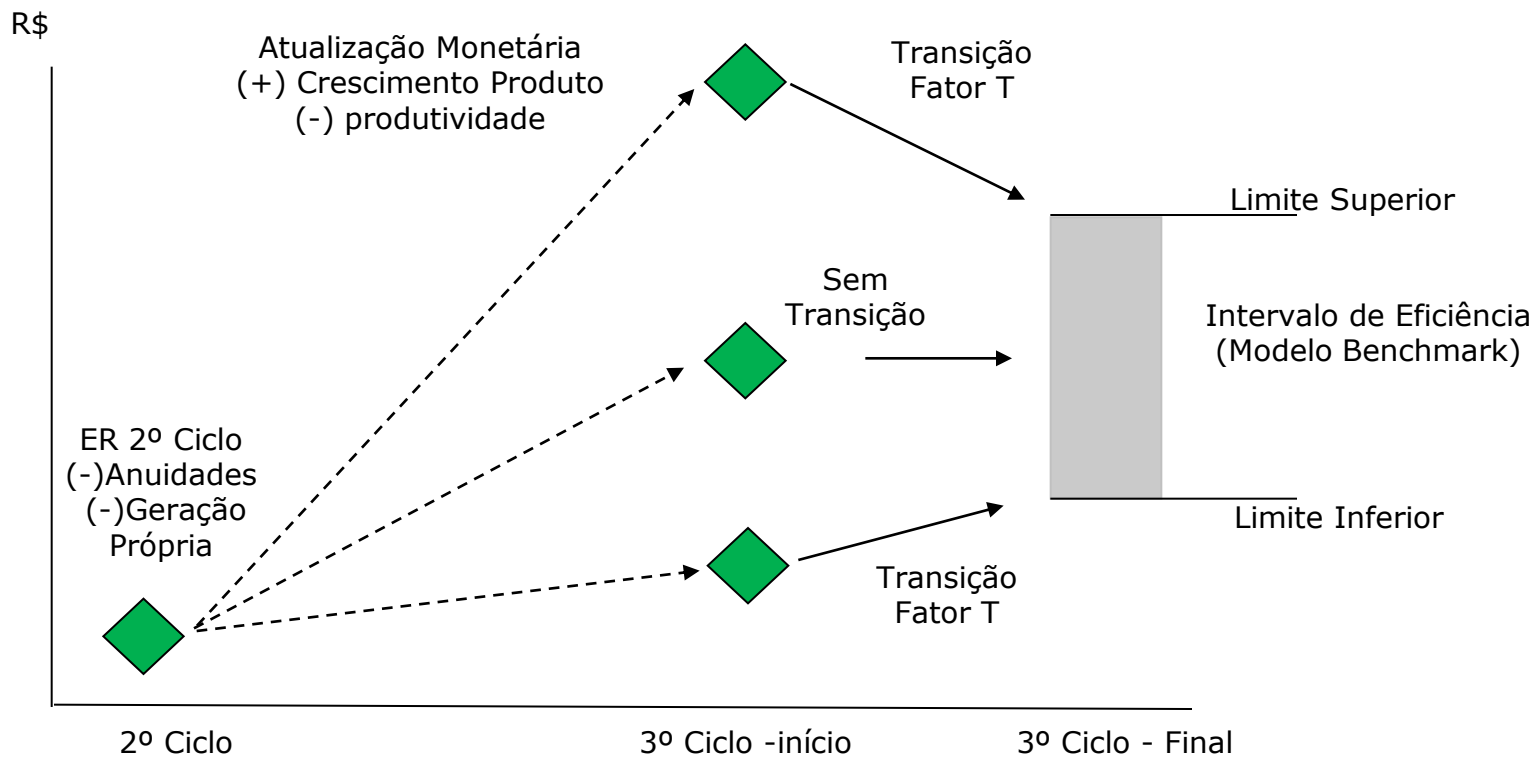 R$
Atualização Monetária
(+) Crescimento Produto
(-) produtividade
Transição
Fator T
Limite Superior
Sem
Transição
Intervalo de Eficiência
(Modelo Benchmark)
ER 2º Ciclo
(-)Anuidades
(-)Geração
Própria
Limite Inferior
Transição
Fator T
2º Ciclo
3º Ciclo -início
3º Ciclo - Final